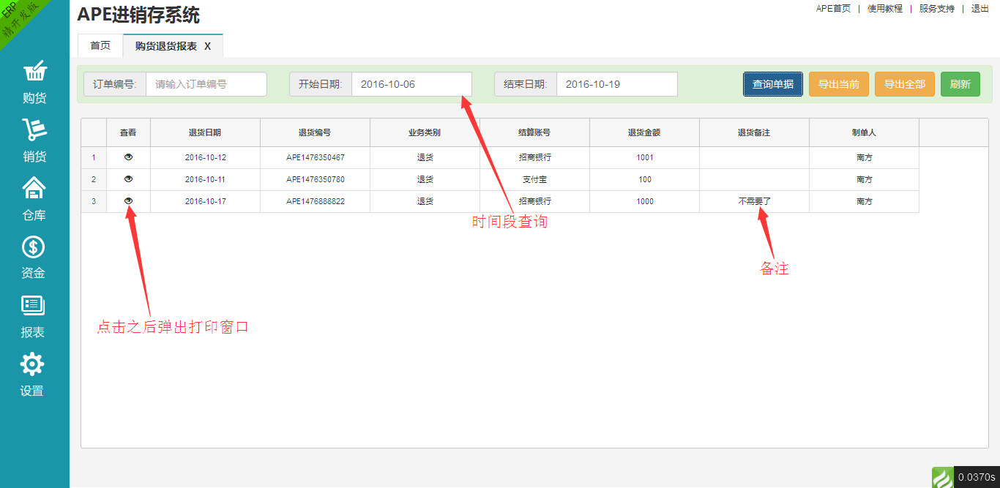 ERP
精开发版
APE进销存系统
APE首页 | 使用教程 | 服务支持 | 退出
首页
购货退货报表 X
订单编号: 请输入订单编号 开始日期: 2016-10-06 结束日期: 2016-10-19 查询单据 导出当前 导出全部 刷新
购货
销货
仓库
资金
报表
设置
查看 退货日期 退货编号 业务类别 结算账号 退货金额 退货备注 制单人
1 2016-10-12 APE1476350467 退货 招商银行 1001 南方
2 2016-10-11 APE1476350780 退货 支付宝 100 南方
3 2016-10-17 APE1476888822 退货 招商银行 1000 不需要了 南方
时间段查询
备注
点击之后弹出打印窗口
0.0370s